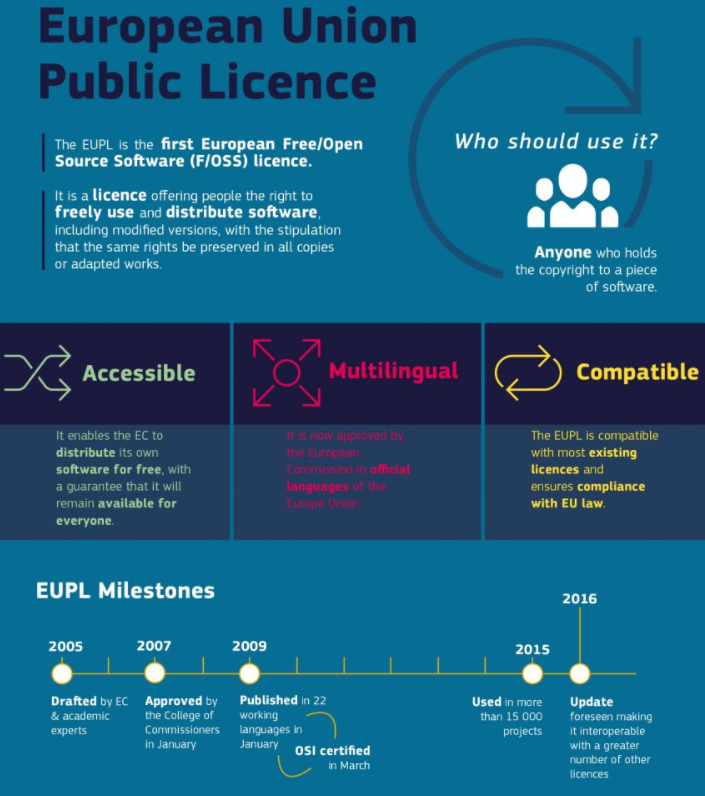 European Union
Public Licence
The EUPL is the first European Free/Open
Source Software (F/OSS) licence.
It is a licence offering people the right to
freely use and distribute software,
including modified versions, with the stipulation
that the same rights be preserved in all copies
or adapted works.
Who should use it?
Anyone who holds
the copyright to a piece
of software.
Accessible
It enables the EC to
distribute its own
software for free, with
a guarantee that it will
remain available for
everyone.
Multilingual
It is now approved by
the European
Commission in official
languages of the
Europe Union
Compatible
The EUPL is compatible
with most existing
licences and
ensures compliance
with EU law.
EUPL Milestones
2005
Drafted by EC
& academic
experts
2007
Approved by
the College of
Commissioners
in January
2009
Published in 22
working
languages in
January
OSI certified
in March
2015
Used in more
than 15 000
projects
2016
Update
foreseen making
it interoperable
with a greater
number of other
licences